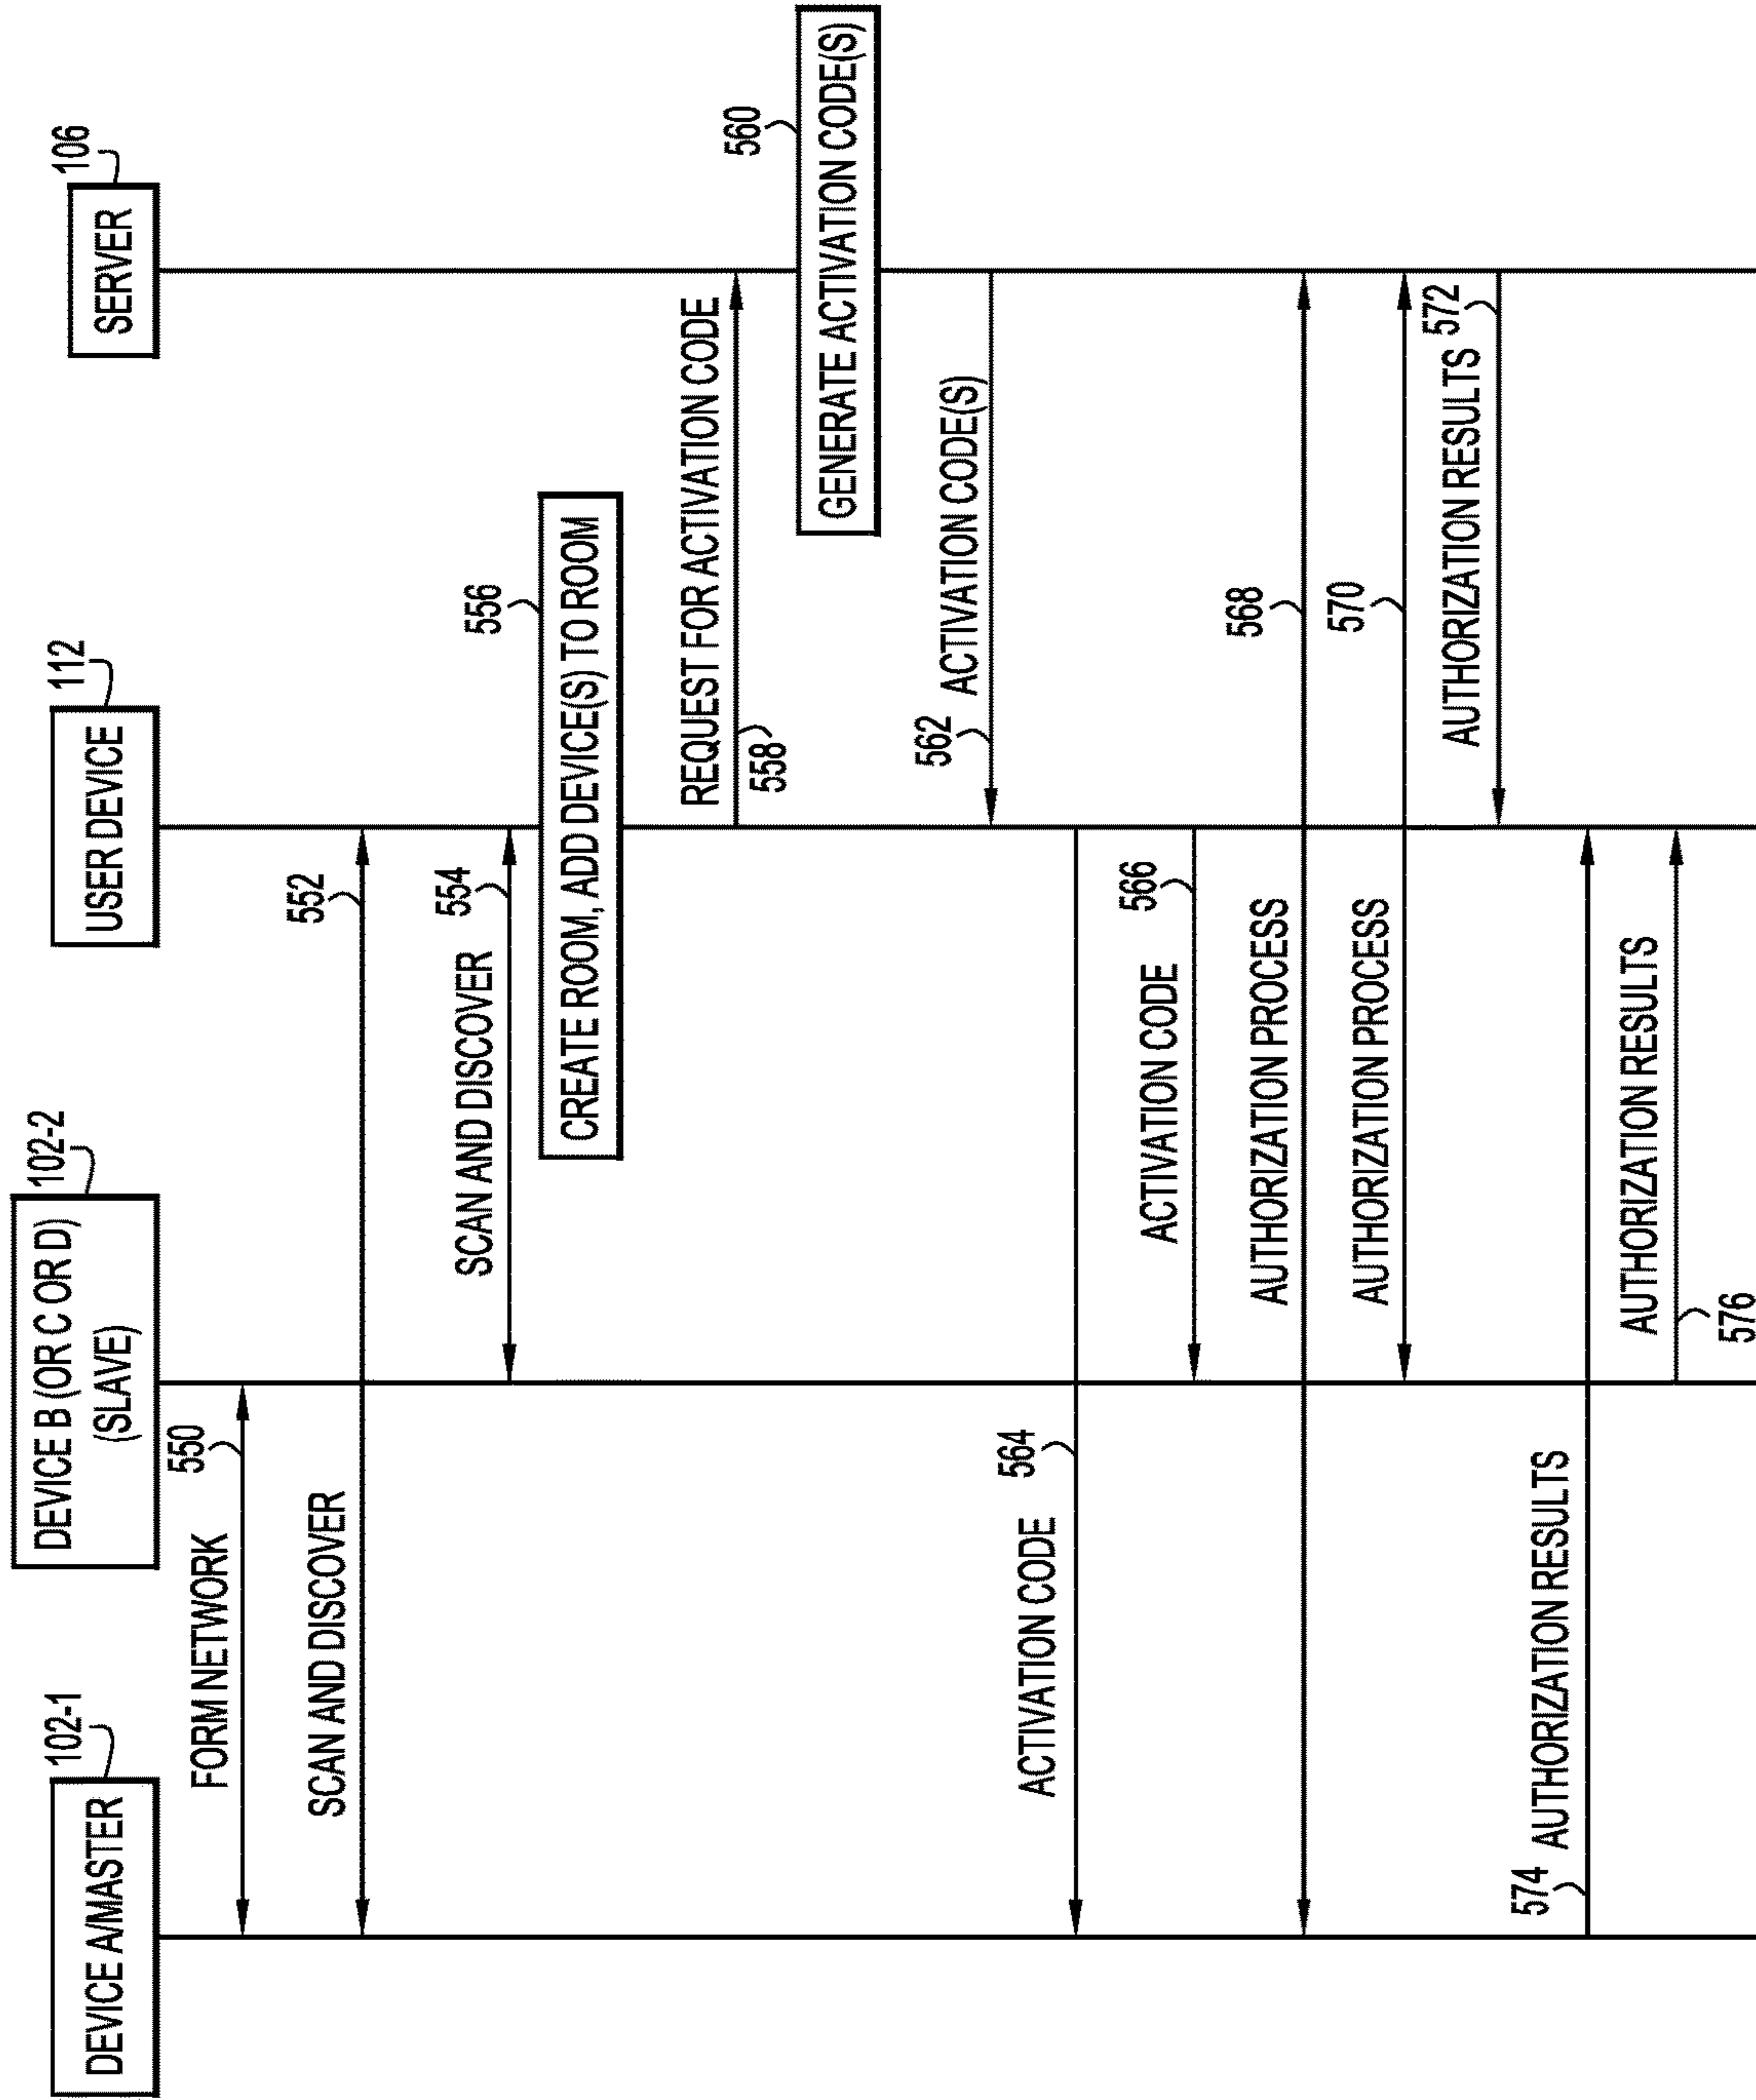 DEVICE A/MASTER
102-1
DEVICE B (OR C OR D)
(SLAVE)
102-2
USER DEVICE
112
SERVER
106
FORM NETWORK
550
SCAN AND DISCOVER
552
SCAN AND DISCOVER
554
CREATE ROOM, ADD DEVICE(S) TO ROOM
556
REQUEST FOR ACTIVATION CODE
558
GENERATE ACTIVATION CODE(S)
560
ACTIVATION CODE(S)
562
ACTIVATION CODE
564
ACTIVATION CODE
566
AUTHORIZATION PROCESS
568
AUTHORIZATION PROCESS
570
AUTHORIZATION RESULTS
572
574
AUTHORIZATION RESULTS
AUTHORIZATION RESULTS
576